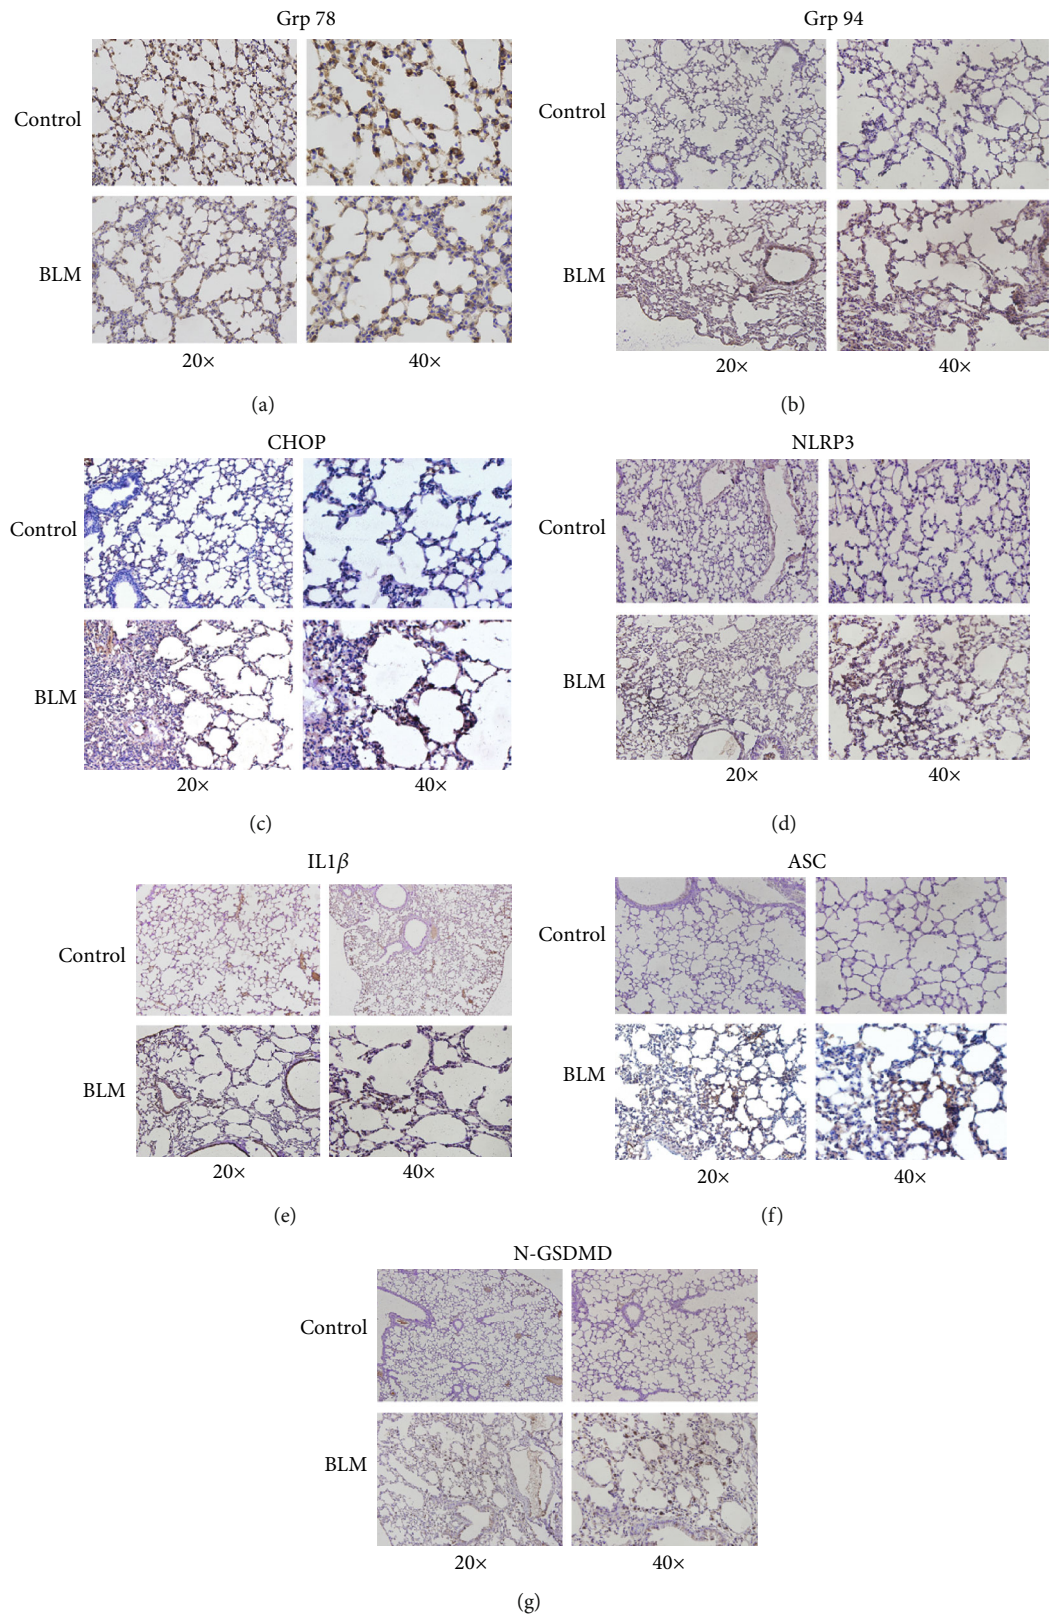 Grp 78
Control
BLM
20×
40×
(a)
Grp 94
Control
BLM
20×
40×
(b)
CHOP
Control
BLM
20×
40×
(c)
NLRP3
Control
BLM
20×
40×
(d)
IL1β
Control
BLM
20×
40×
(e)
ASC
Control
BLM
20×
40×
(f)
N-GSDMD
Control
BLM
20×
40×
(g)